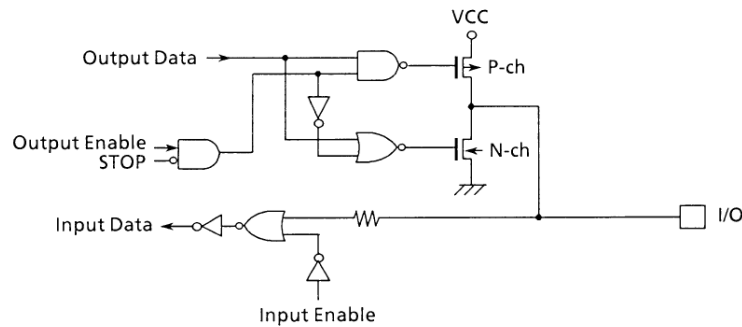 VCC
Output Data
P-ch
Output Enable
STOP
N-ch
Input Data
I/O
Input Enable